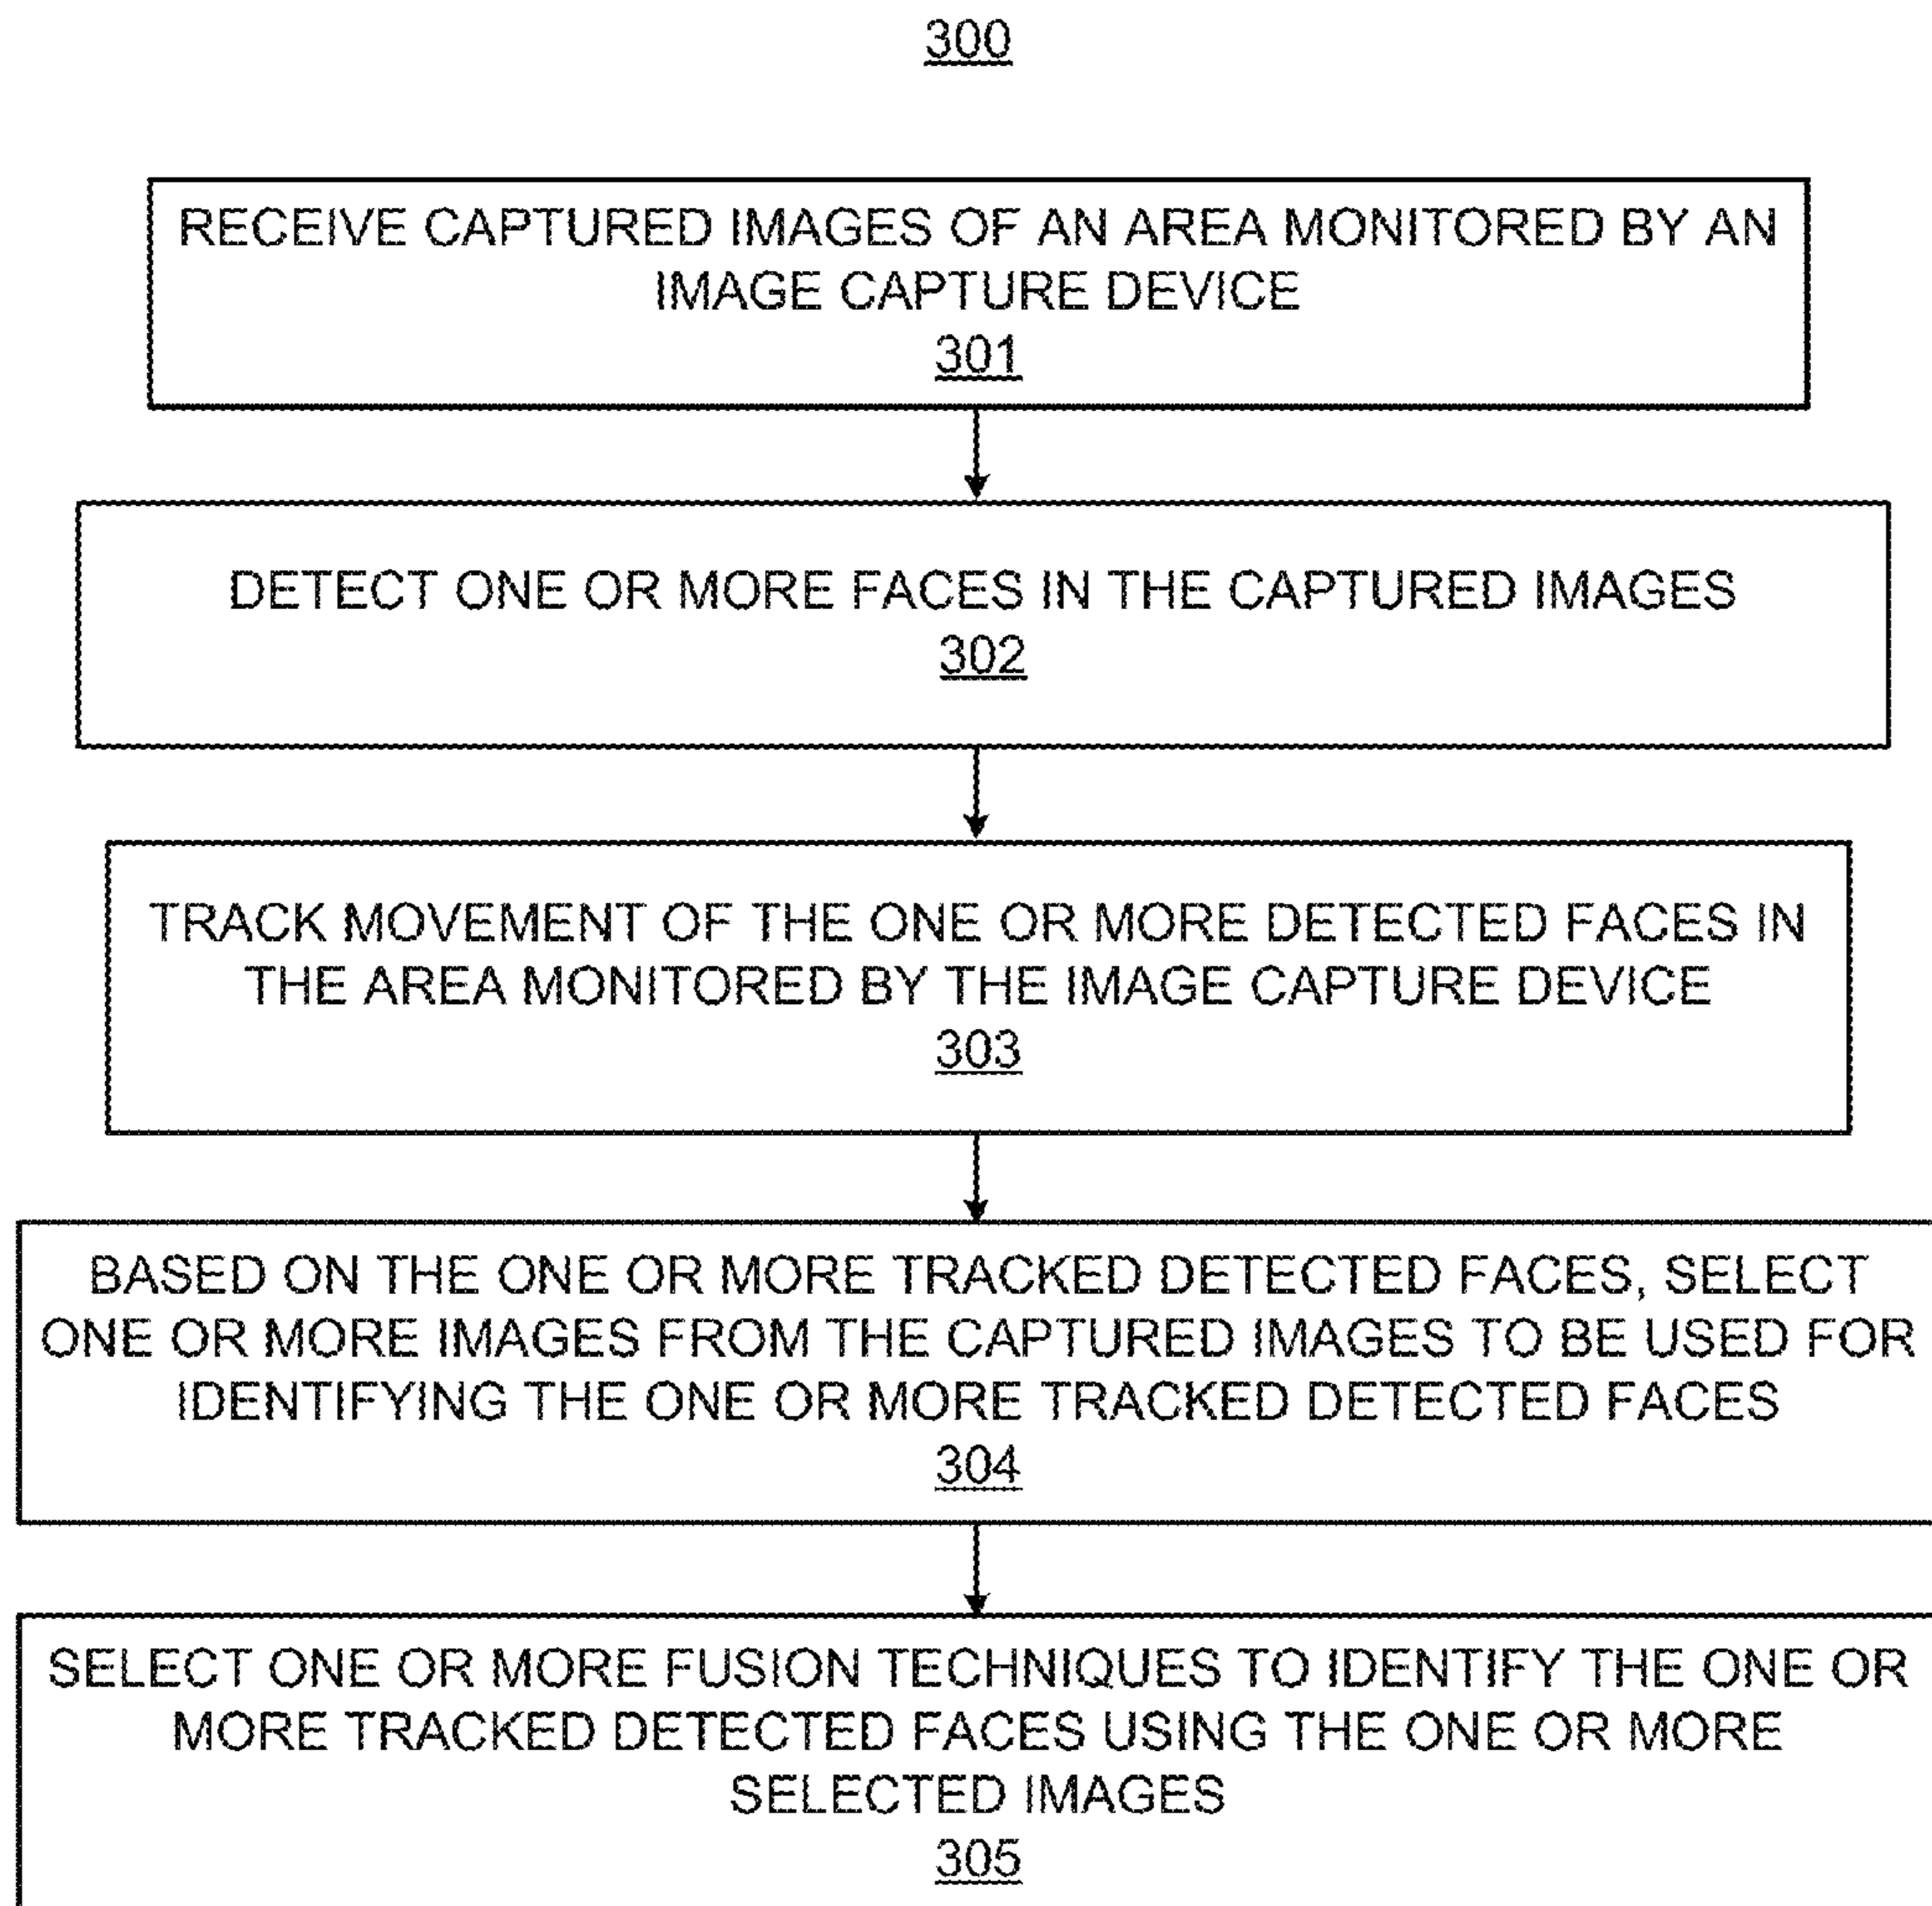 300
RECEIVE CAPTURED IMAGES OF AN AREA MONITORED BY AN
IMAGE CAPTURE DEVICE
301
DETECT ONE OR MORE FACES IN THE CAPTURED IMAGES
302
TRACK MOVEMENT OF THE ONE OR MORE DETECTED FACES IN
THE AREA MONITORED BY THE IMAGE CAPTURE DEVICE
303
BASED ON THE ONE OR MORE TRACKED DETECTED FACES, SELECT
ONE OR MORE IMAGES FROM THE CAPTURED IMAGES TO BE USED FOR
IDENTIFYING THE ONE OR MORE TRACKED DETECTED FACES
304
SELECT ONE OR MORE FUSION TECHNIQUES TO IDENTIFY THE ONE OR
MORE TRACKED DETECTED FACES USING THE ONE OR MORE
SELECTED IMAGES
305